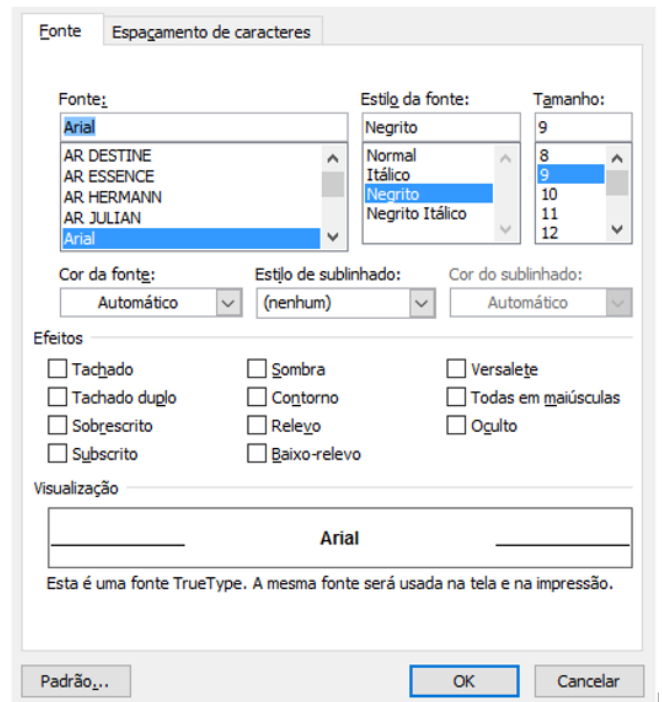 Fonte Espaçamento de caracteres
Fonte: Estilo da fonte: Tamanho:
Arial Negrito 9
AR DESTINE Normal 8
AR ESSENCE Itálico 9
AR HERMANN Negrito 10
AR JULIAN Negrito Itálico 11
Arial 12
Cor da fonte: Estilo de sublinhado: Cor do sublinhado:
Automático (nenhum) Automático
Efeitos
Tachado Sombra Versalete
Tachado duplo Contorno Todas em maiúsculas
Sobrescrito Relevo Oculto
Subscrito Baixo-relevo
Visualização
Arial
Esta é uma fonte TrueType. A mesma fonte será usada na tela e na impressão.
Padrão... OK Cancelar